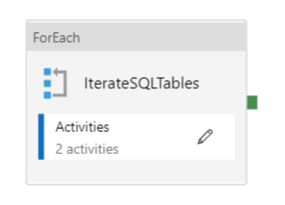 ForEach
IterateSQLTables
Activities
2 activities